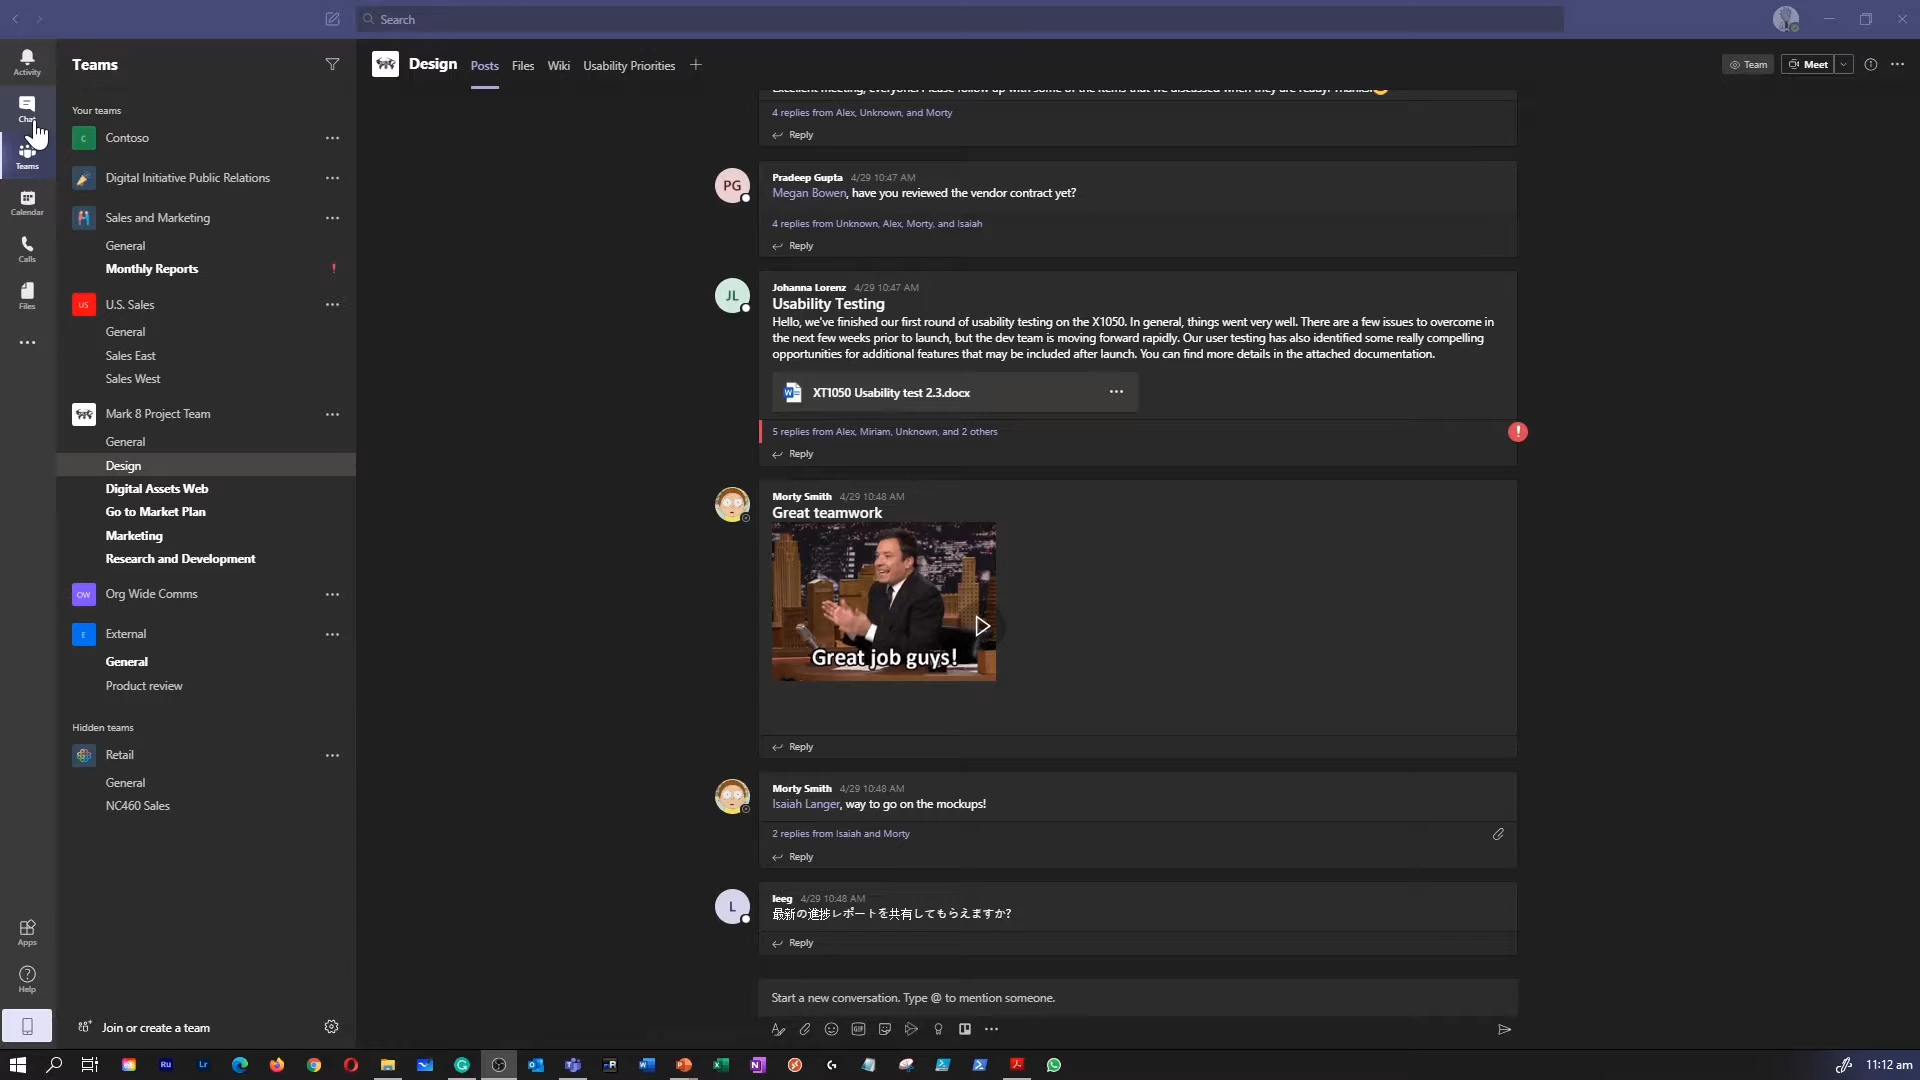 Search
Activity
Chat
Teams
Calendar
Calls
Files
Apps
Help
Teams
Your teams
C Contoso
Digital Initiative Public Relations
Sales and Marketing
General
Monthly Reports !
US U.S. Sales
General
Sales East
Sales West
Mark 8 Project Team
General
Design
Digital Assets Web
Go to Market Plan
Marketing
Research and Development
OW Org Wide Comms
E External
General
Product review
Hidden teams
Retail
General
NC460 Sales
Join or create a team
Design Posts Files Wiki Usability Priorities
Team Meet
Excellent meeting, everyone! Please follow up with some of the items that we discussed when they are ready. Thanks!
4 replies from Alex, Unknown, and Morty
Reply
PG
Pradeep Gupta 4/29 10:47 AM
Megan Bowen, have you reviewed the vendor contract yet?
4 replies from Unknown, Alex, Morty, and Isaiah
Reply
JL
Johanna Lorenz 4/29 10:47 AM
Usability Testing
Hello, we've finished our first round of usability testing on the X1050. In general, things went very well. There are a few issues to overcome in
the next few weeks prior to launch, but the dev team is moving forward rapidly. Our user testing has also identified some really compelling
opportunities for additional features that may be included after launch. You can find more details in the attached documentation.
XT1050 Usability test 2.3.docx
5 replies from Alex, Miriam, Unknown, and 2 others
Reply
Morty Smith 4/29 10:48 AM
Great teamwork
Great job guys!
Reply
Morty Smith 4/29 10:48 AM
Isaiah Langer, way to go on the mockups!
2 replies from Isaiah and Morty
Reply
L
leeg 4/29 10:48 AM
最新の進捗レポートを共有してもらえますか?
Reply
Start a new conversation. Type @ to mention someone.
GIF
Ru Lr
11:12 am